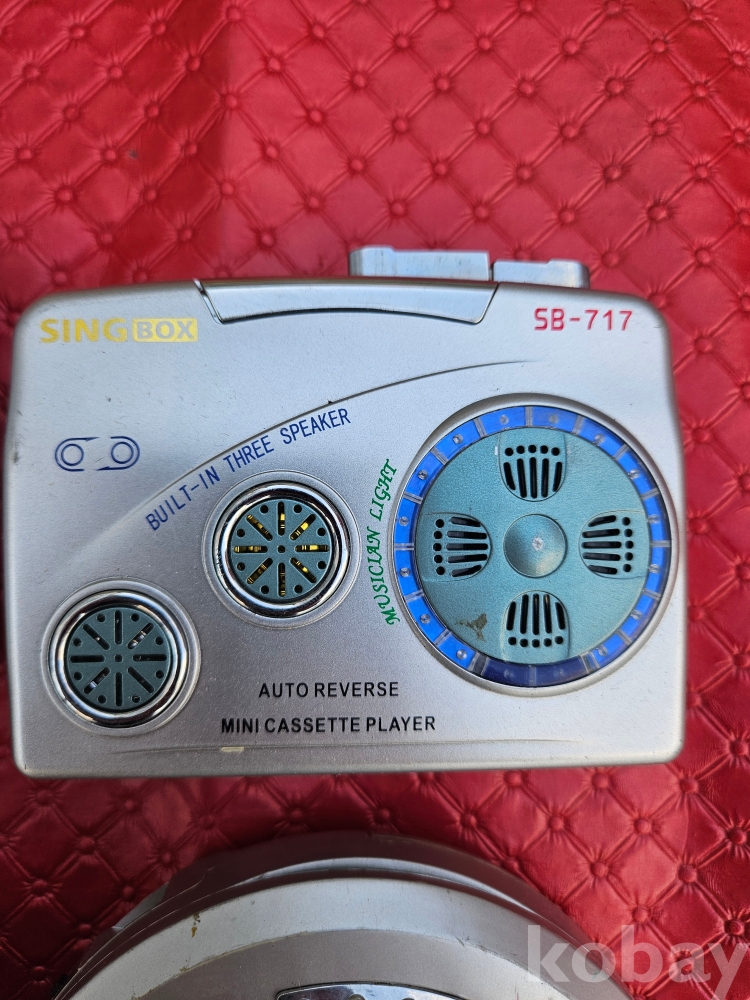 SINGBOX
SB-717
BUILT-IN THREE SPEAKER
MUSICIAN LIGHT
AUTO REVERSE
MINI CASSETTE PLAYER
kobay